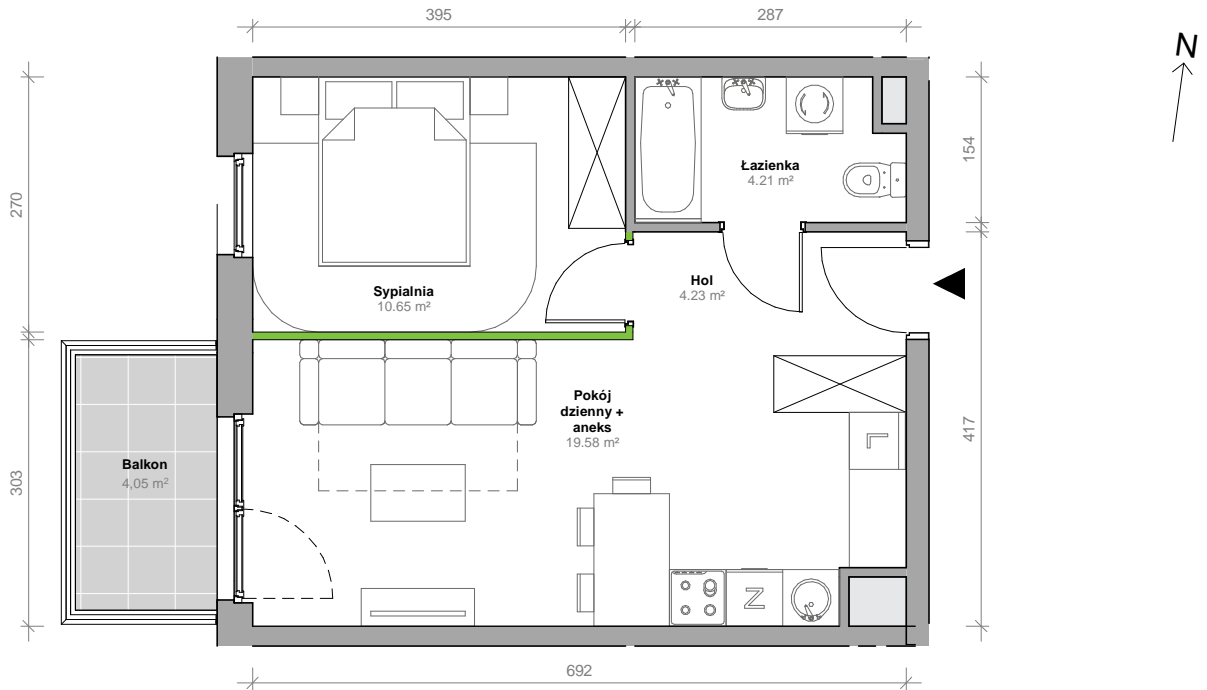 395
287
N
270
154
Łazienka
4.21 m²
Sypialnia
10.65 m²
Hol
4.23 m²
Pokój
dzienny +
aneks
19.58 m²
L
417
Balkon
4,05 m²
303
N
692